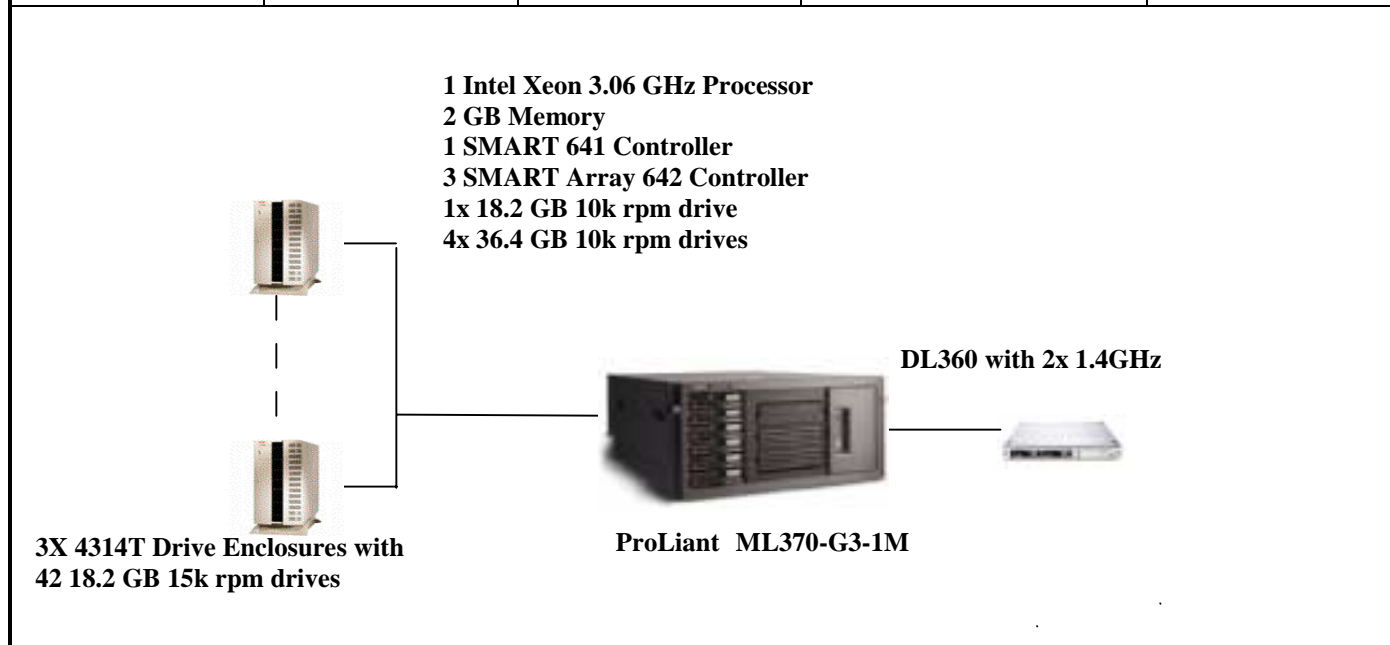 1 Intel Xeon 3.06 GHz Processor
2 GB Memory
1 SMART 641 Controller
3 SMART Array 642 Controller
1x 18.2 GB 10k rpm drive
4x 36.4 GB 10k rpm drives
DL360 with 2x 1.4GHz
ProLiant ML370-G3-1M
3X 4314T Drive Enclosures with
42 18.2 GB 15k rpm drives